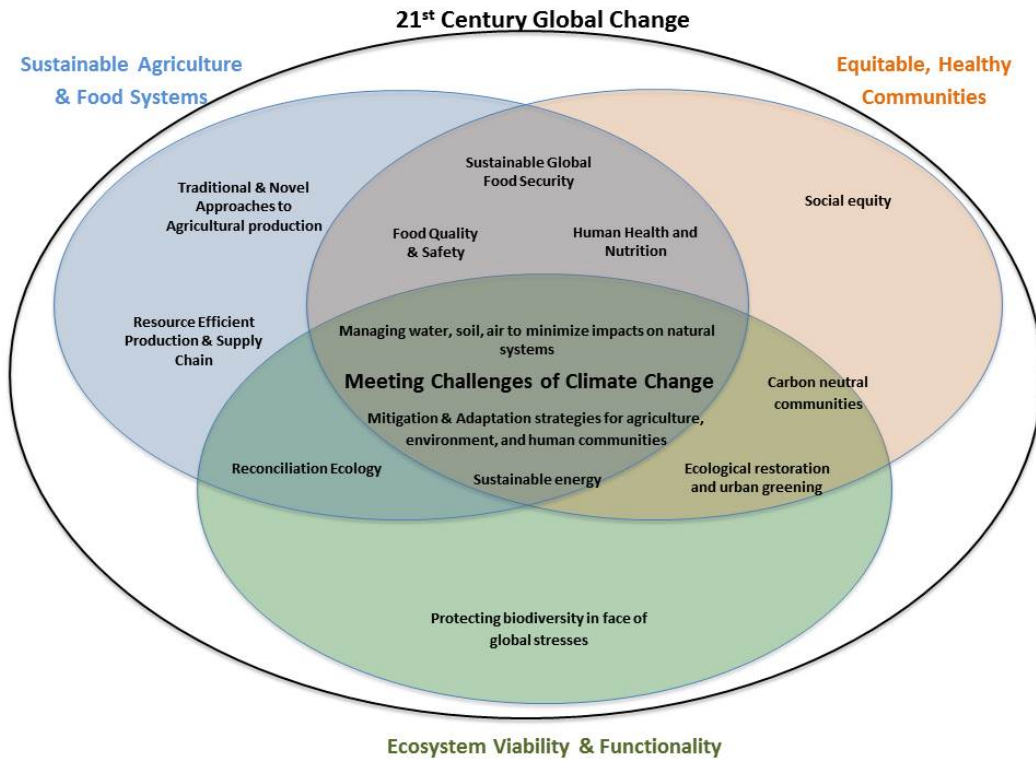 21st Century Global Change
Sustainable Agriculture
& Food Systems
Equitable, Healthy
Communities
Sustainable Global
Food Security
Traditional & Novel
Approaches to
Agricultural production
Social equity
Food Quality
& Safety
Human Health and
Nutrition
Resource Efficient
Production & Supply
Chain
Managing water, soil, air to minimize impacts on natural
systems
Meeting Challenges of Climate Change
Carbon neutral
communities
Mitigation & Adaptation strategies for agriculture,
environment, and human communities
Reconciliation Ecology
Sustainable energy
Ecological restoration
and urban greening
Protecting biodiversity in face of
global stresses
Ecosystem Viability & Functionality